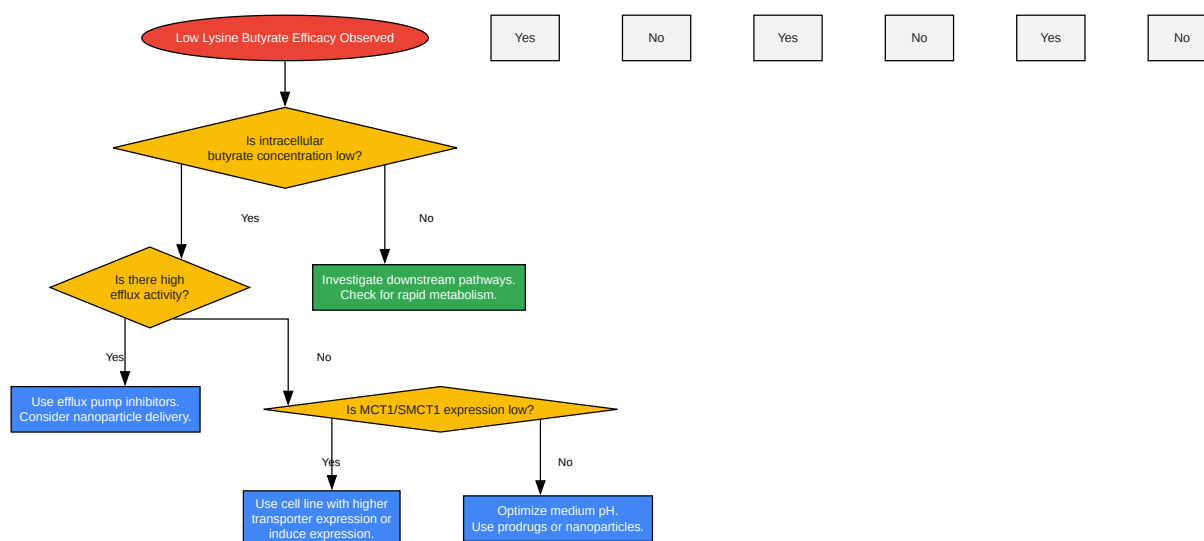 Low Lysine Butyrate Efficacy Observed
Yes
No
Yes
No
Yes
No
Is intracellular
butyrate concentration low?
Yes
No
Is there high
efflux activity?
Investigate downstream pathways.
Check for rapid metabolism.
Yes
No
Use efflux pump inhibitors.
Consider nanoparticle delivery.
Is MCT1/SMCT1 expression low?
Yes
No
Use cell line with higher
transporter expression or
induce expression.
Optimize medium pH.
Use prodrugs or nanoparticles.